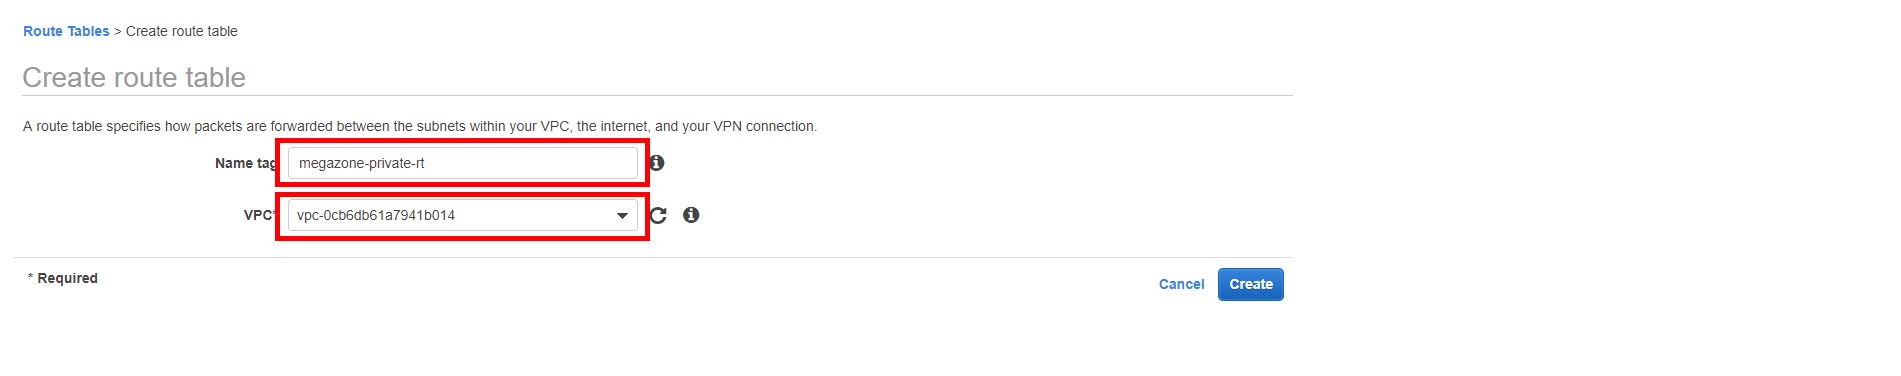 Route Tables > Create route table
Create route table
A route table specifies how packets are forwarded between the subnets within your VPC, the internet, and your VPN connection.
Name tag megazone-private-rt
VPC* vpc-0cb6db61a7941b014
* Required
Cancel Create